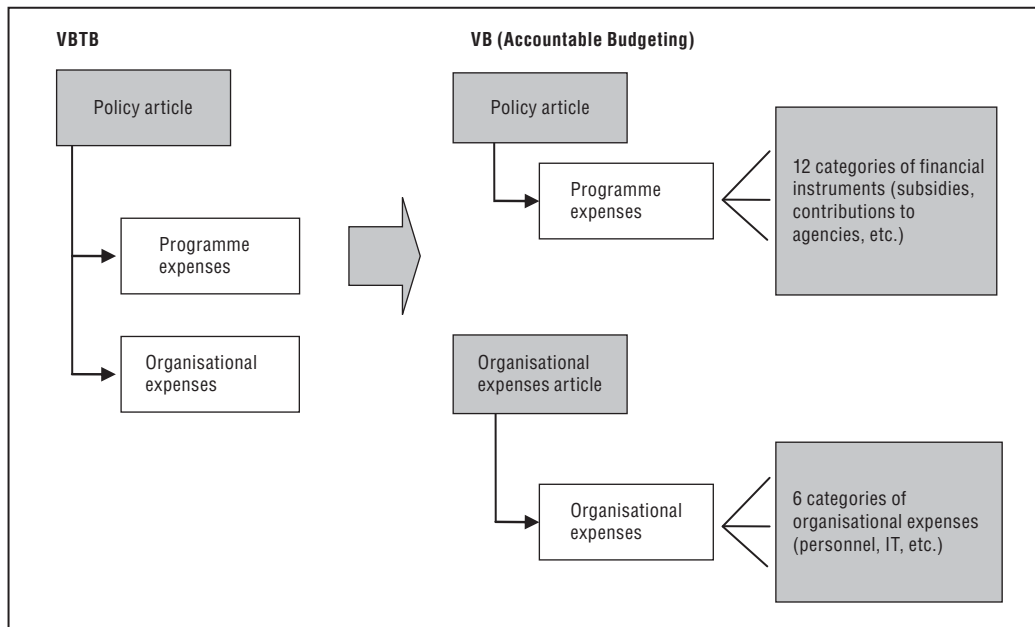 VBTB
Policy article
Programme
expenses
Organisational
expenses
VB (Accountable Budgeting)
Policy article
Programme
expenses
12 categories of financial
instruments (subsidies,
contributions to
agencies, etc.)
Organisational
expenses article
Organisational
expenses
6 categories of
organisational expenses
(personnel, IT, etc.)